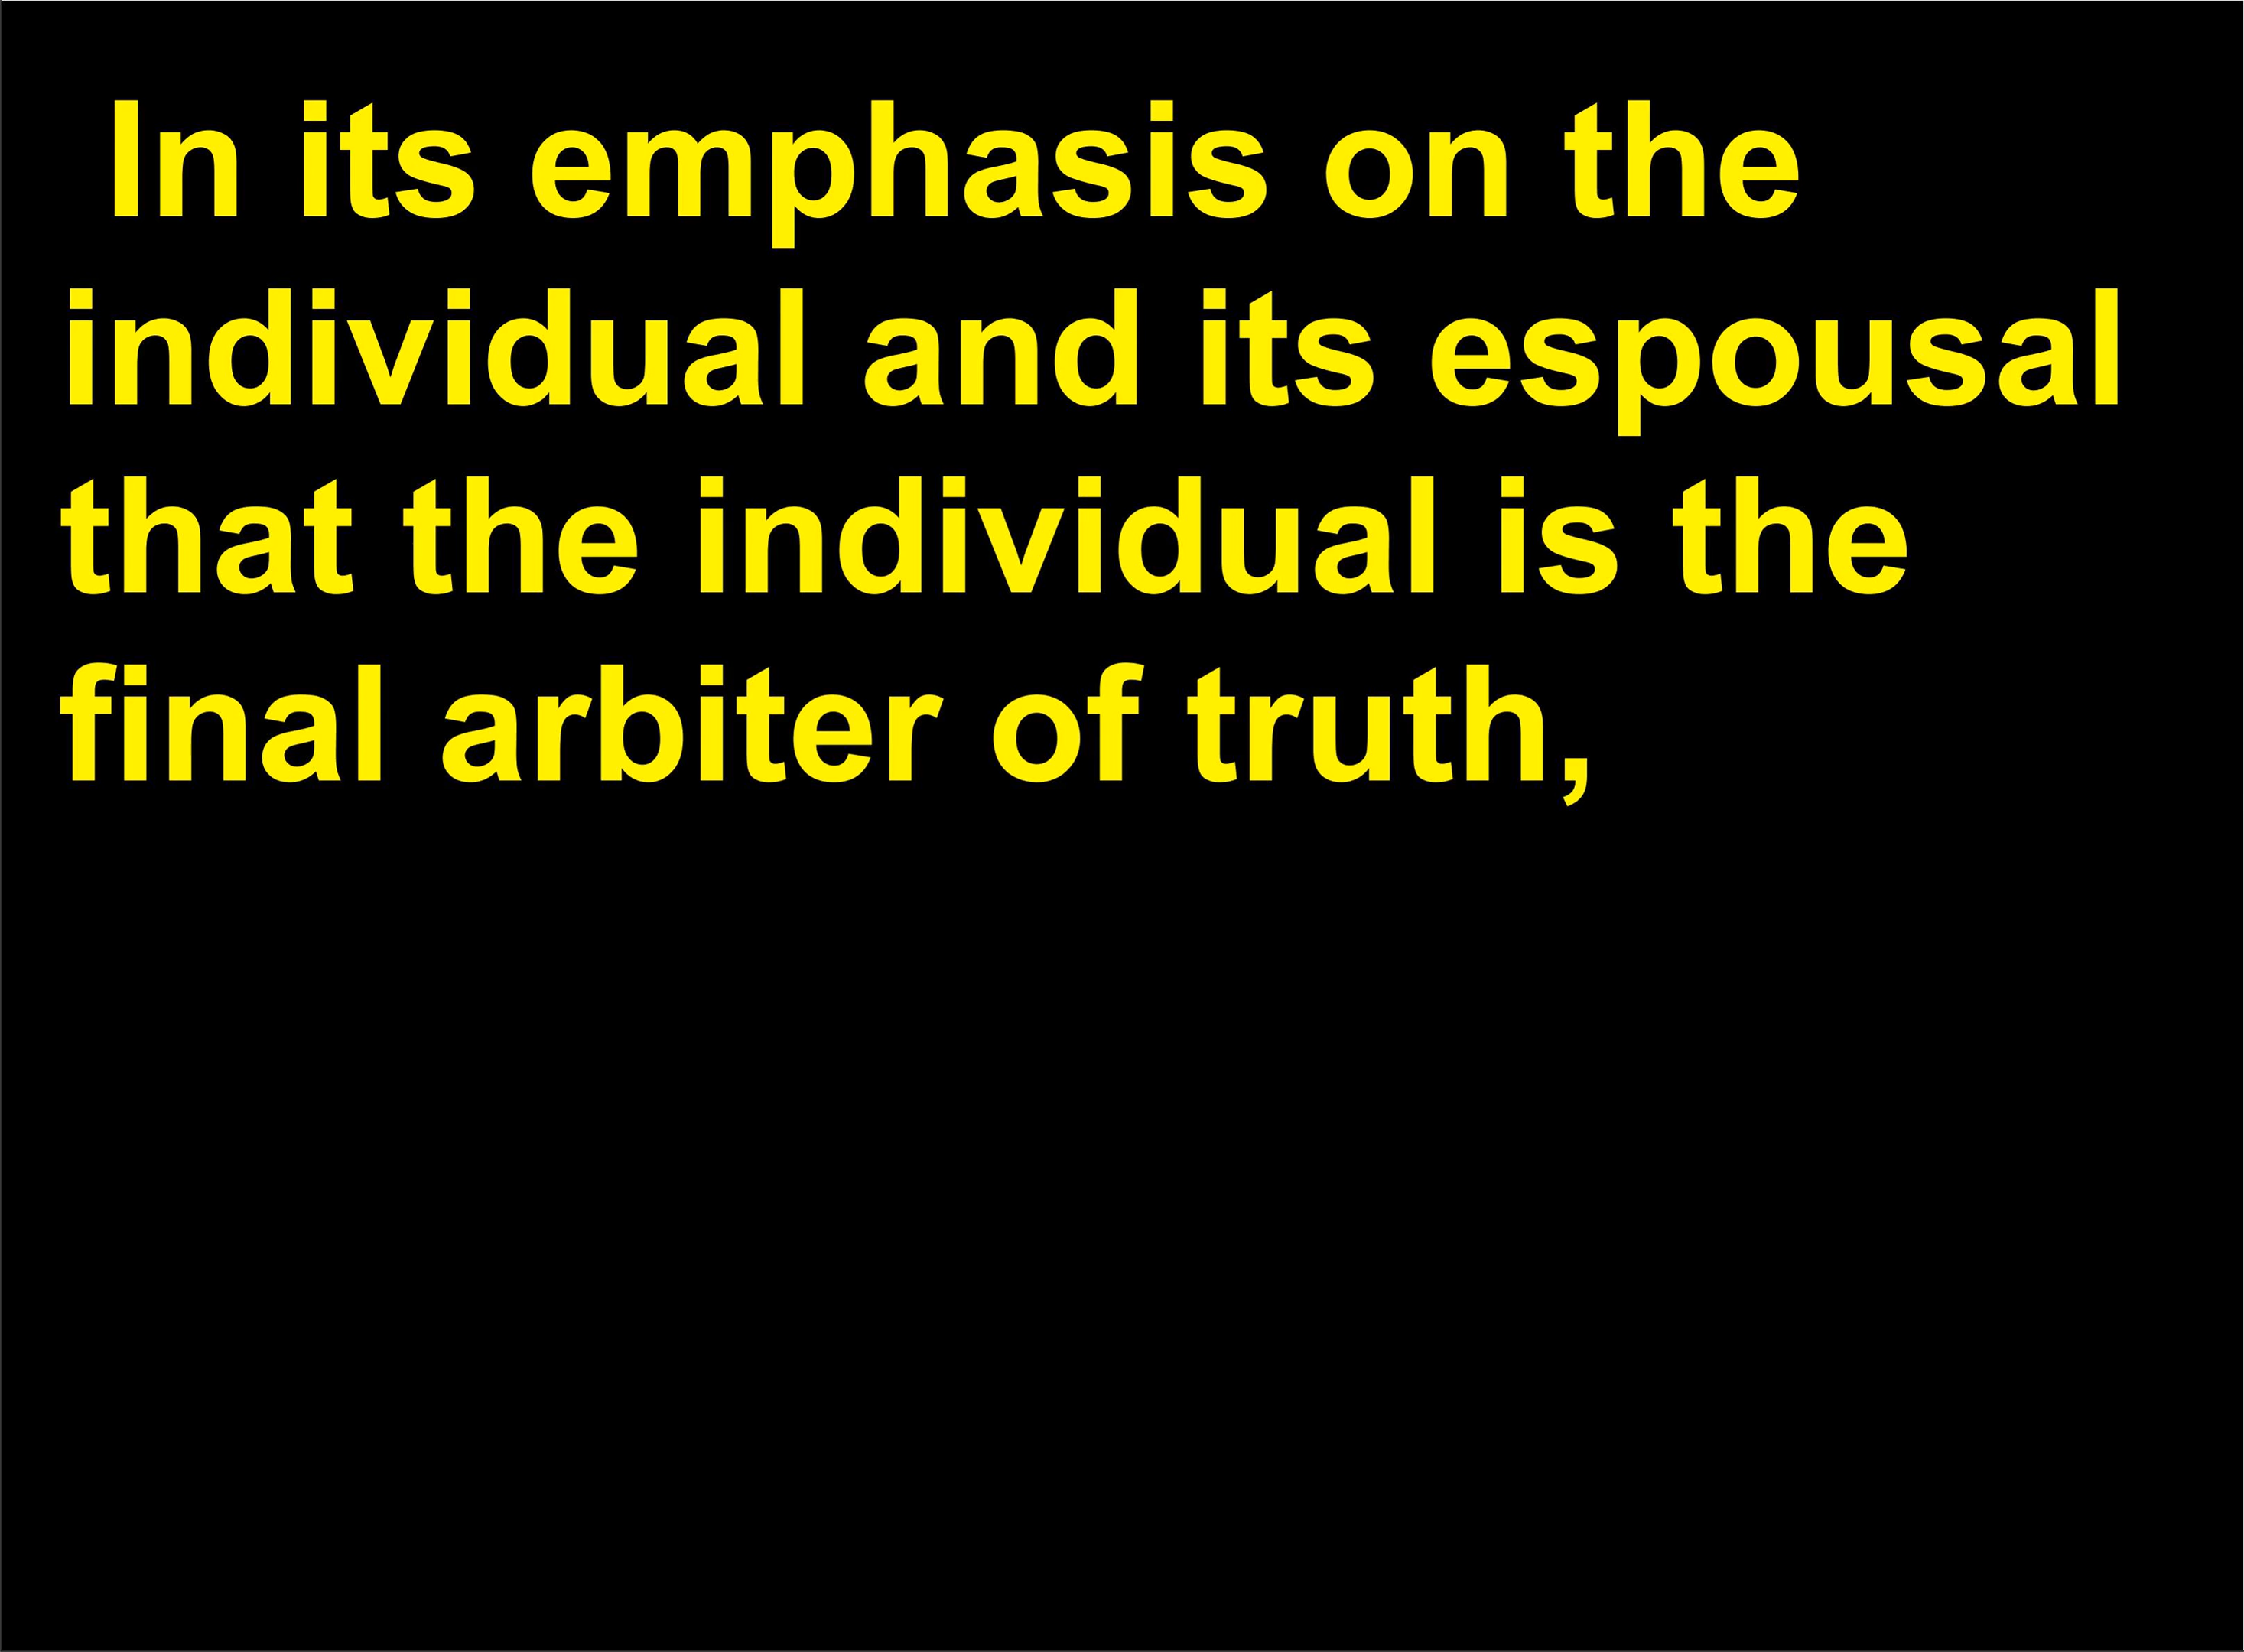 In its emphasis on the
individual and its espousal
that the individual is the
final arbiter of truth,